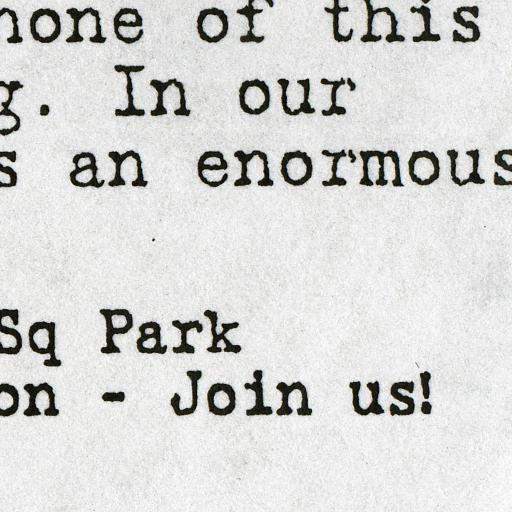 none of this
g. In our
s an enormous
Sq Park
on - Join us!